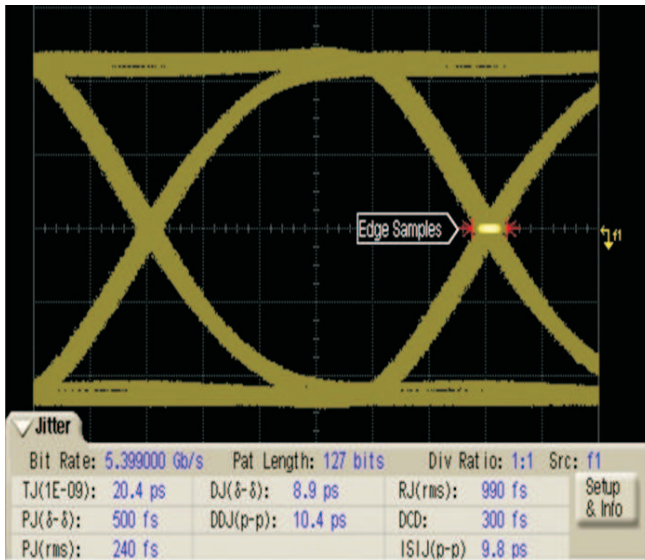 Edge Samples
f1
Jitter
Bit Rate: 5.399000 Gb/s Pat Length: 127 bits Div Ratio: 1:1 Src: f1
TJ(1E-09): 20.4 ps DJ(δ-δ): 8.9 ps RJ(rms): 990 fs
PJ(δ-δ): 500 fs DDJ(p-p): 10.4 ps DCD: 300 fs
PJ(rms): 240 fs ISIJ(p-p) 9.8 ps
Setup
& Info